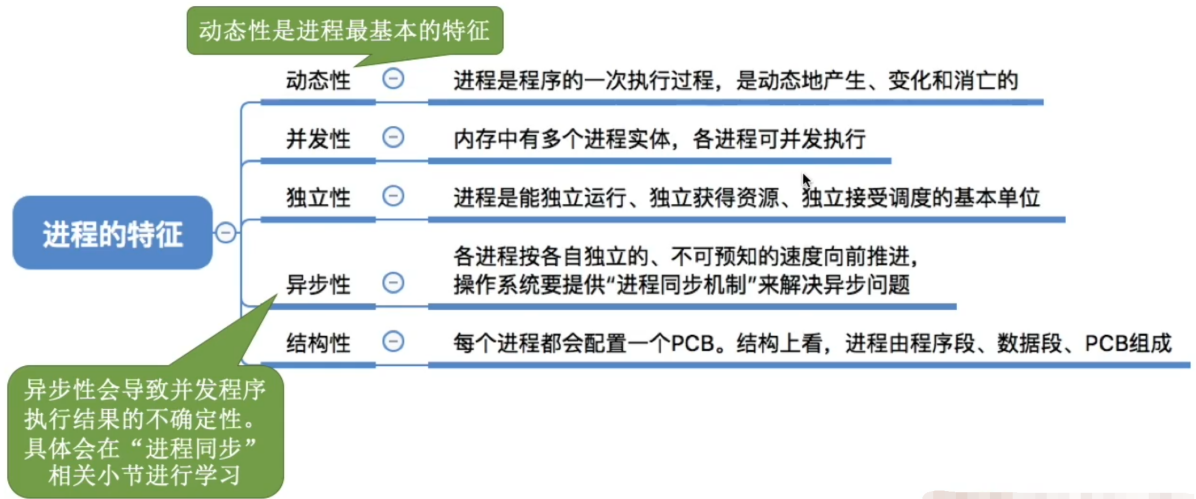 动态性是进程最基本的特征
动态性
进程是程序的一次执行过程，是动态地产生、变化和消亡的
并发性
内存中有多个进程实体，各进程可并发执行
独立性
进程是能独立运行、独立获得资源、独立接受调度的基本单位
进程的特征
异步性
各进程按各自独立的、不可预知的速度向前推进，
操作系统要提供“进程同步机制”来解决异步问题
结构性
每个进程都会配置一个PCB。结构上看，进程由程序段、数据段、PCB组成
异步性会导致并发程序
执行结果的不确定性。
具体会在“进程同步”
相关小节进行学习